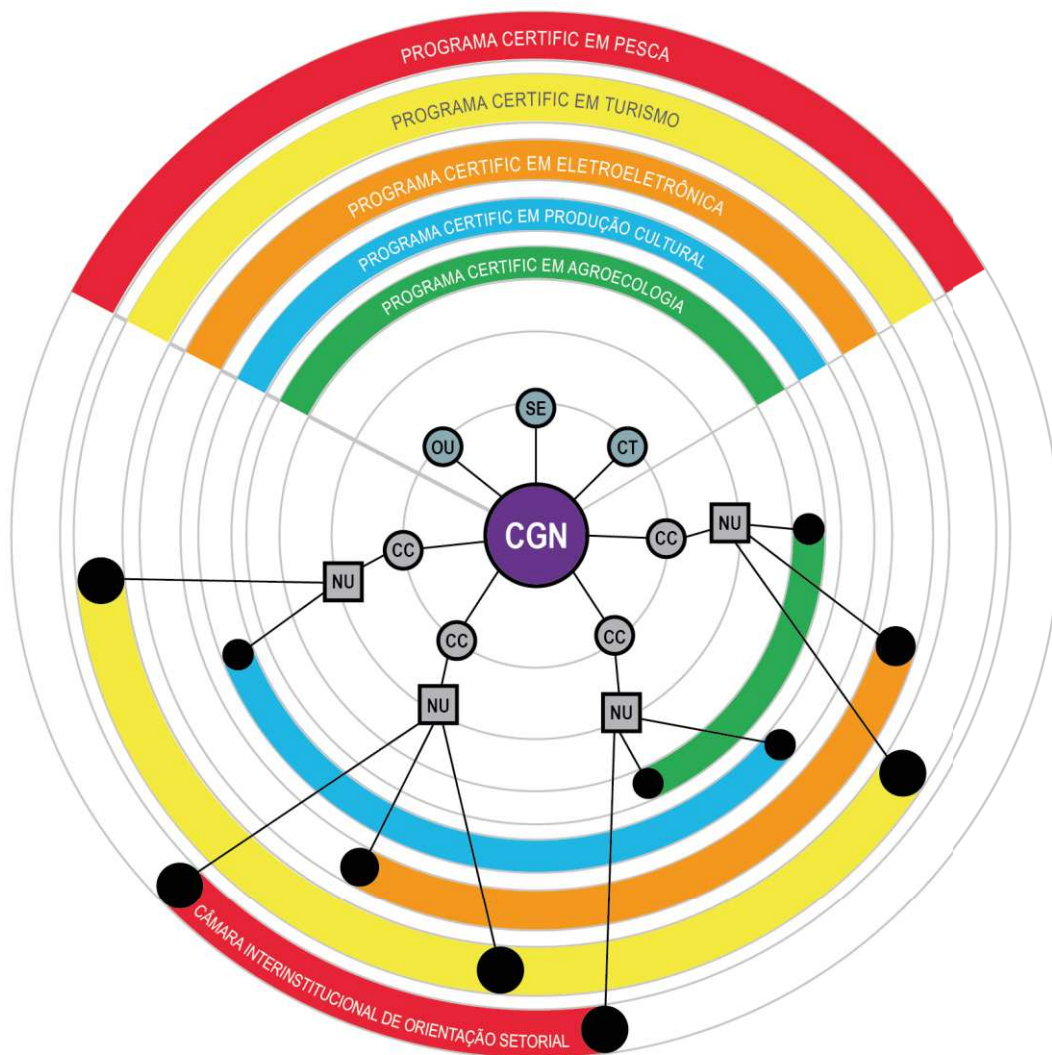 PROGRAMA CERTIFIC EM PESCA
PROGRAMA CERTIFIC EM TURISMO
PROGRAMA CERTIFIC EM ELETROELETRÔNICA
PROGRAMA CERTIFIC EM PRODUÇÃO CULTURAL
PROGRAMA CERTIFIC EM AGROECOLOGIA
SE
OU
CT
CGN
CC
NU
CC
NU
CC
CC
NU
NU
CÂMARA INTERINSTITUCIONAL DE ORIENTAÇÃO SETORIAL